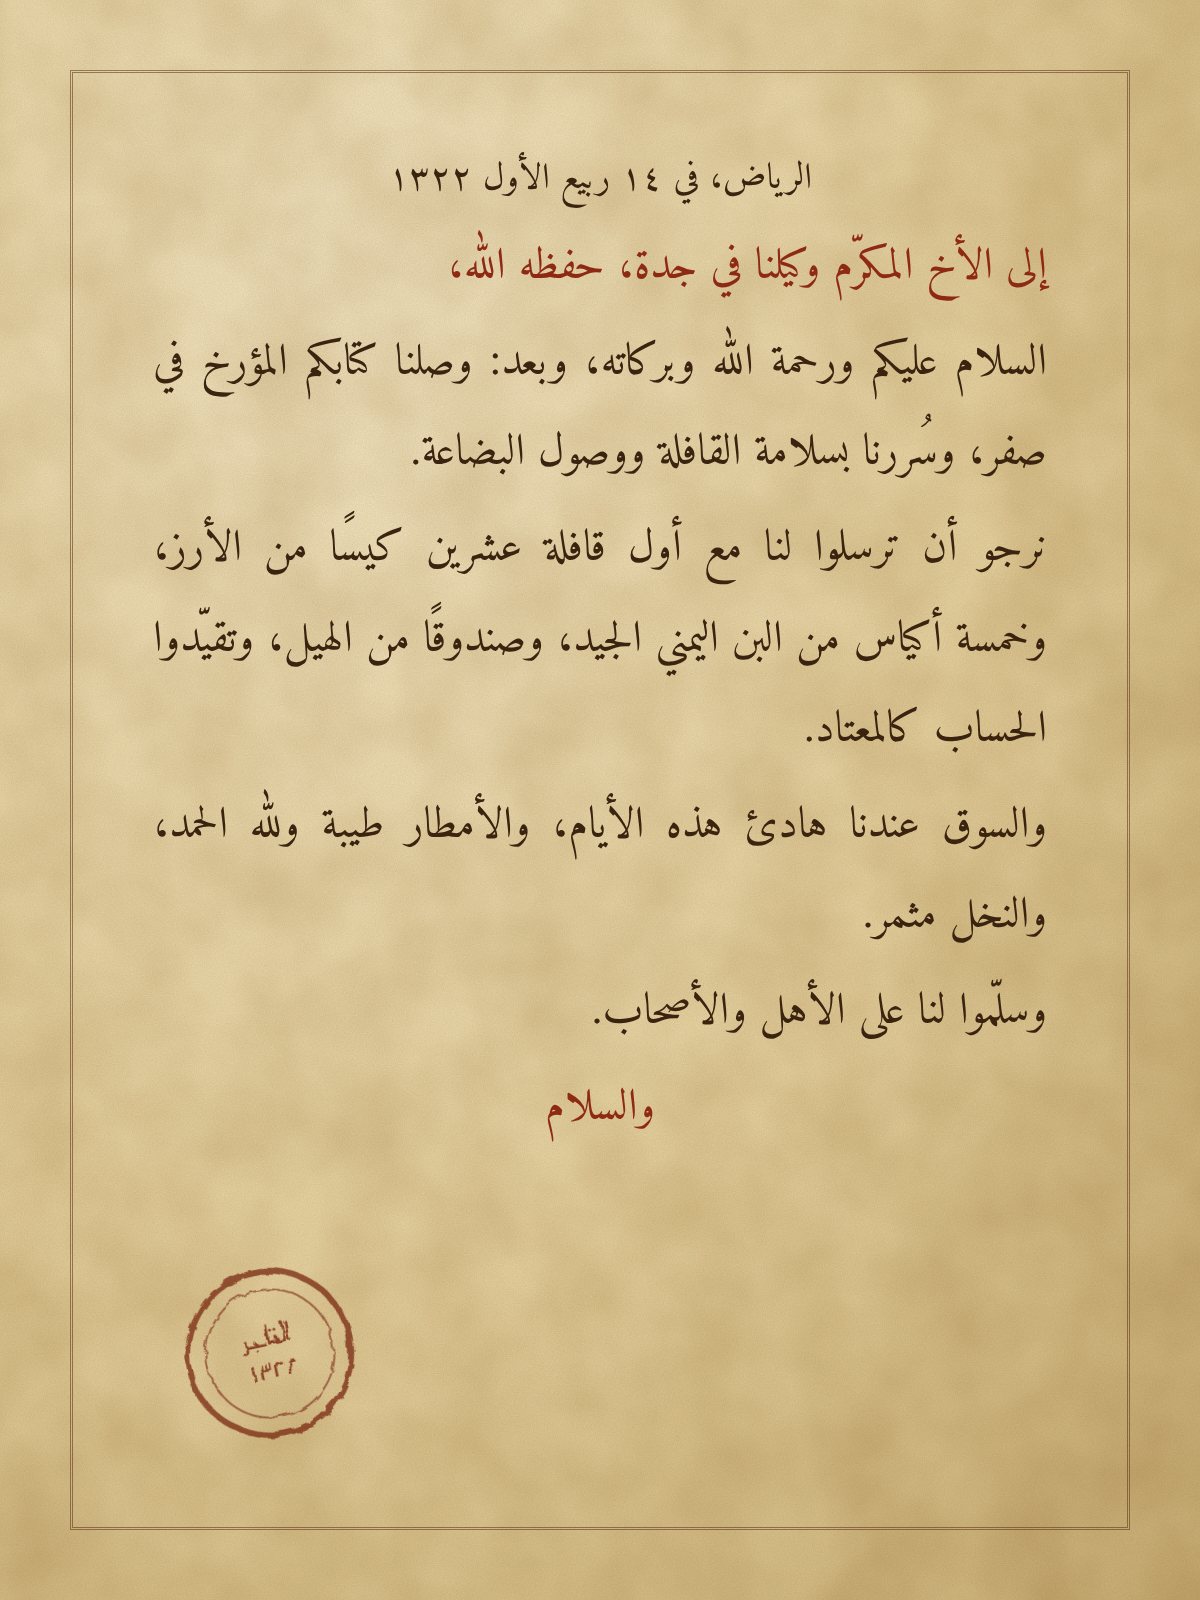 الرياض، في ١٤ ربيع الأول ١٣٢٢
إلى الأخ المكرّم وكيلنا في جدة، حفظه الله،
السلام عليكم ورحمة الله وبركاته، وبعد: وصلنا كتابكم المؤرخ في
صفر، وسُررنا بسلامة القافلة ووصول البضاعة.
نرجو أن ترسلوا لنا مع أول قافلة عشرين كيسًا من الأرز،
وخمسة أكياس من البن اليمني الجيد، وصندوقًا من الهيل، وتقيّدوا
الحساب كالمعتاد.
والسوق عندنا هادئ هذه الأيام، والأمطار طيبة ولله الحمد،
والنخل مثمر.
وسلّموا لنا على الأهل والأصحاب.
والسلام